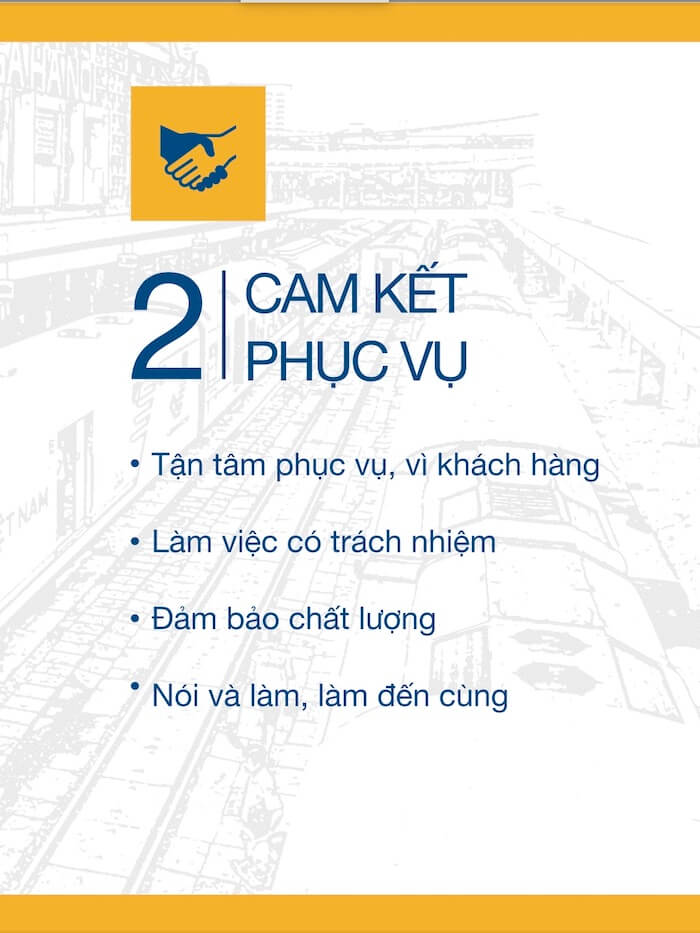 2
CAM KẾT
PHỤC VỤ
• Tận tâm phục vụ, vì khách hàng
• Làm việc có trách nhiệm
• Đảm bảo chất lượng
• Nói và làm, làm đến cùng